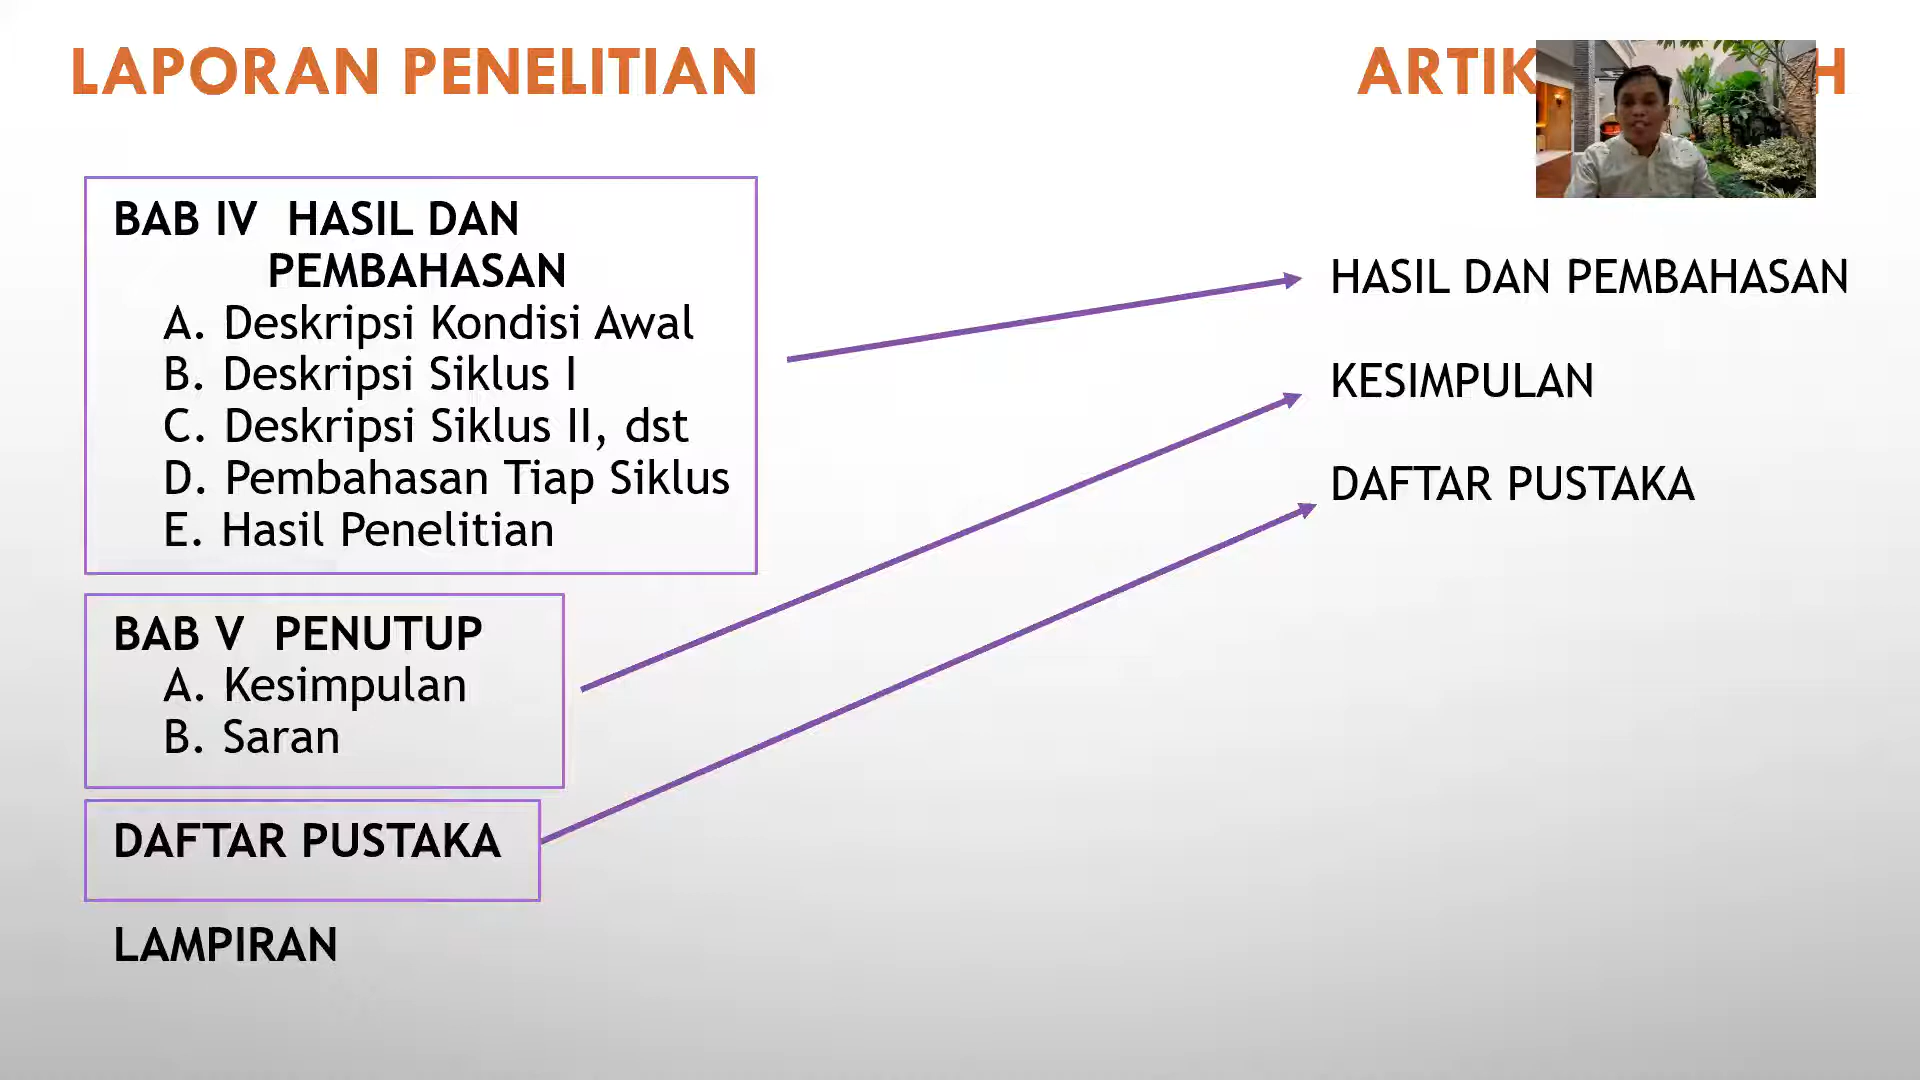 LAPORAN PENELITIAN
BAB IV HASIL DAN
PEMBAHASAN
A. Deskripsi Kondisi Awal
B. Deskripsi Siklus I
C. Deskripsi Siklus II, dst
D. Pembahasan Tiap Siklus
E. Hasil Penelitian
BAB V PENUTUP
A. Kesimpulan
B. Saran
DAFTAR PUSTAKA
LAMPIRAN
HASIL DAN PEMBAHASAN
KESIMPULAN
DAFTAR PUSTAKA